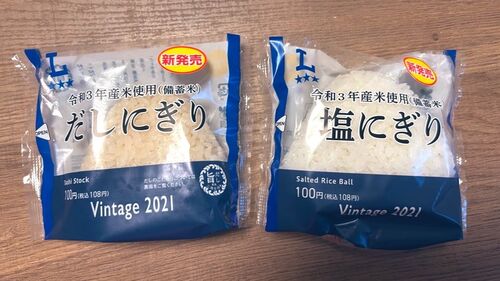 L
新発売
令和3年産米使用(備蓄米)
だしにぎり
OPEN
Dashi Stock
100円(税込108円)
Vintage 2021
旨
L
新発売
令和3年産米使用(備蓄米)
塩にぎり
OPEN
Salted Rice Ball
100円(税込108円)
Vintage 2021